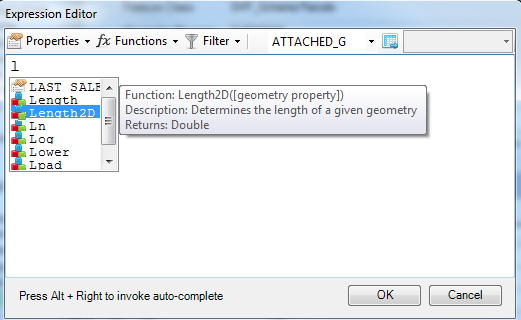 Expression Editor
Properties fx Functions Filter ATTACHED_G
l
LAST SALE
Length
Length2D
Ln
Log
Lower
Lpad
Function: Length2D([geometry property])
Description: Determines the length of a given geometry
Returns: Double
Press Alt + Right to invoke auto-complete
OK
Cancel